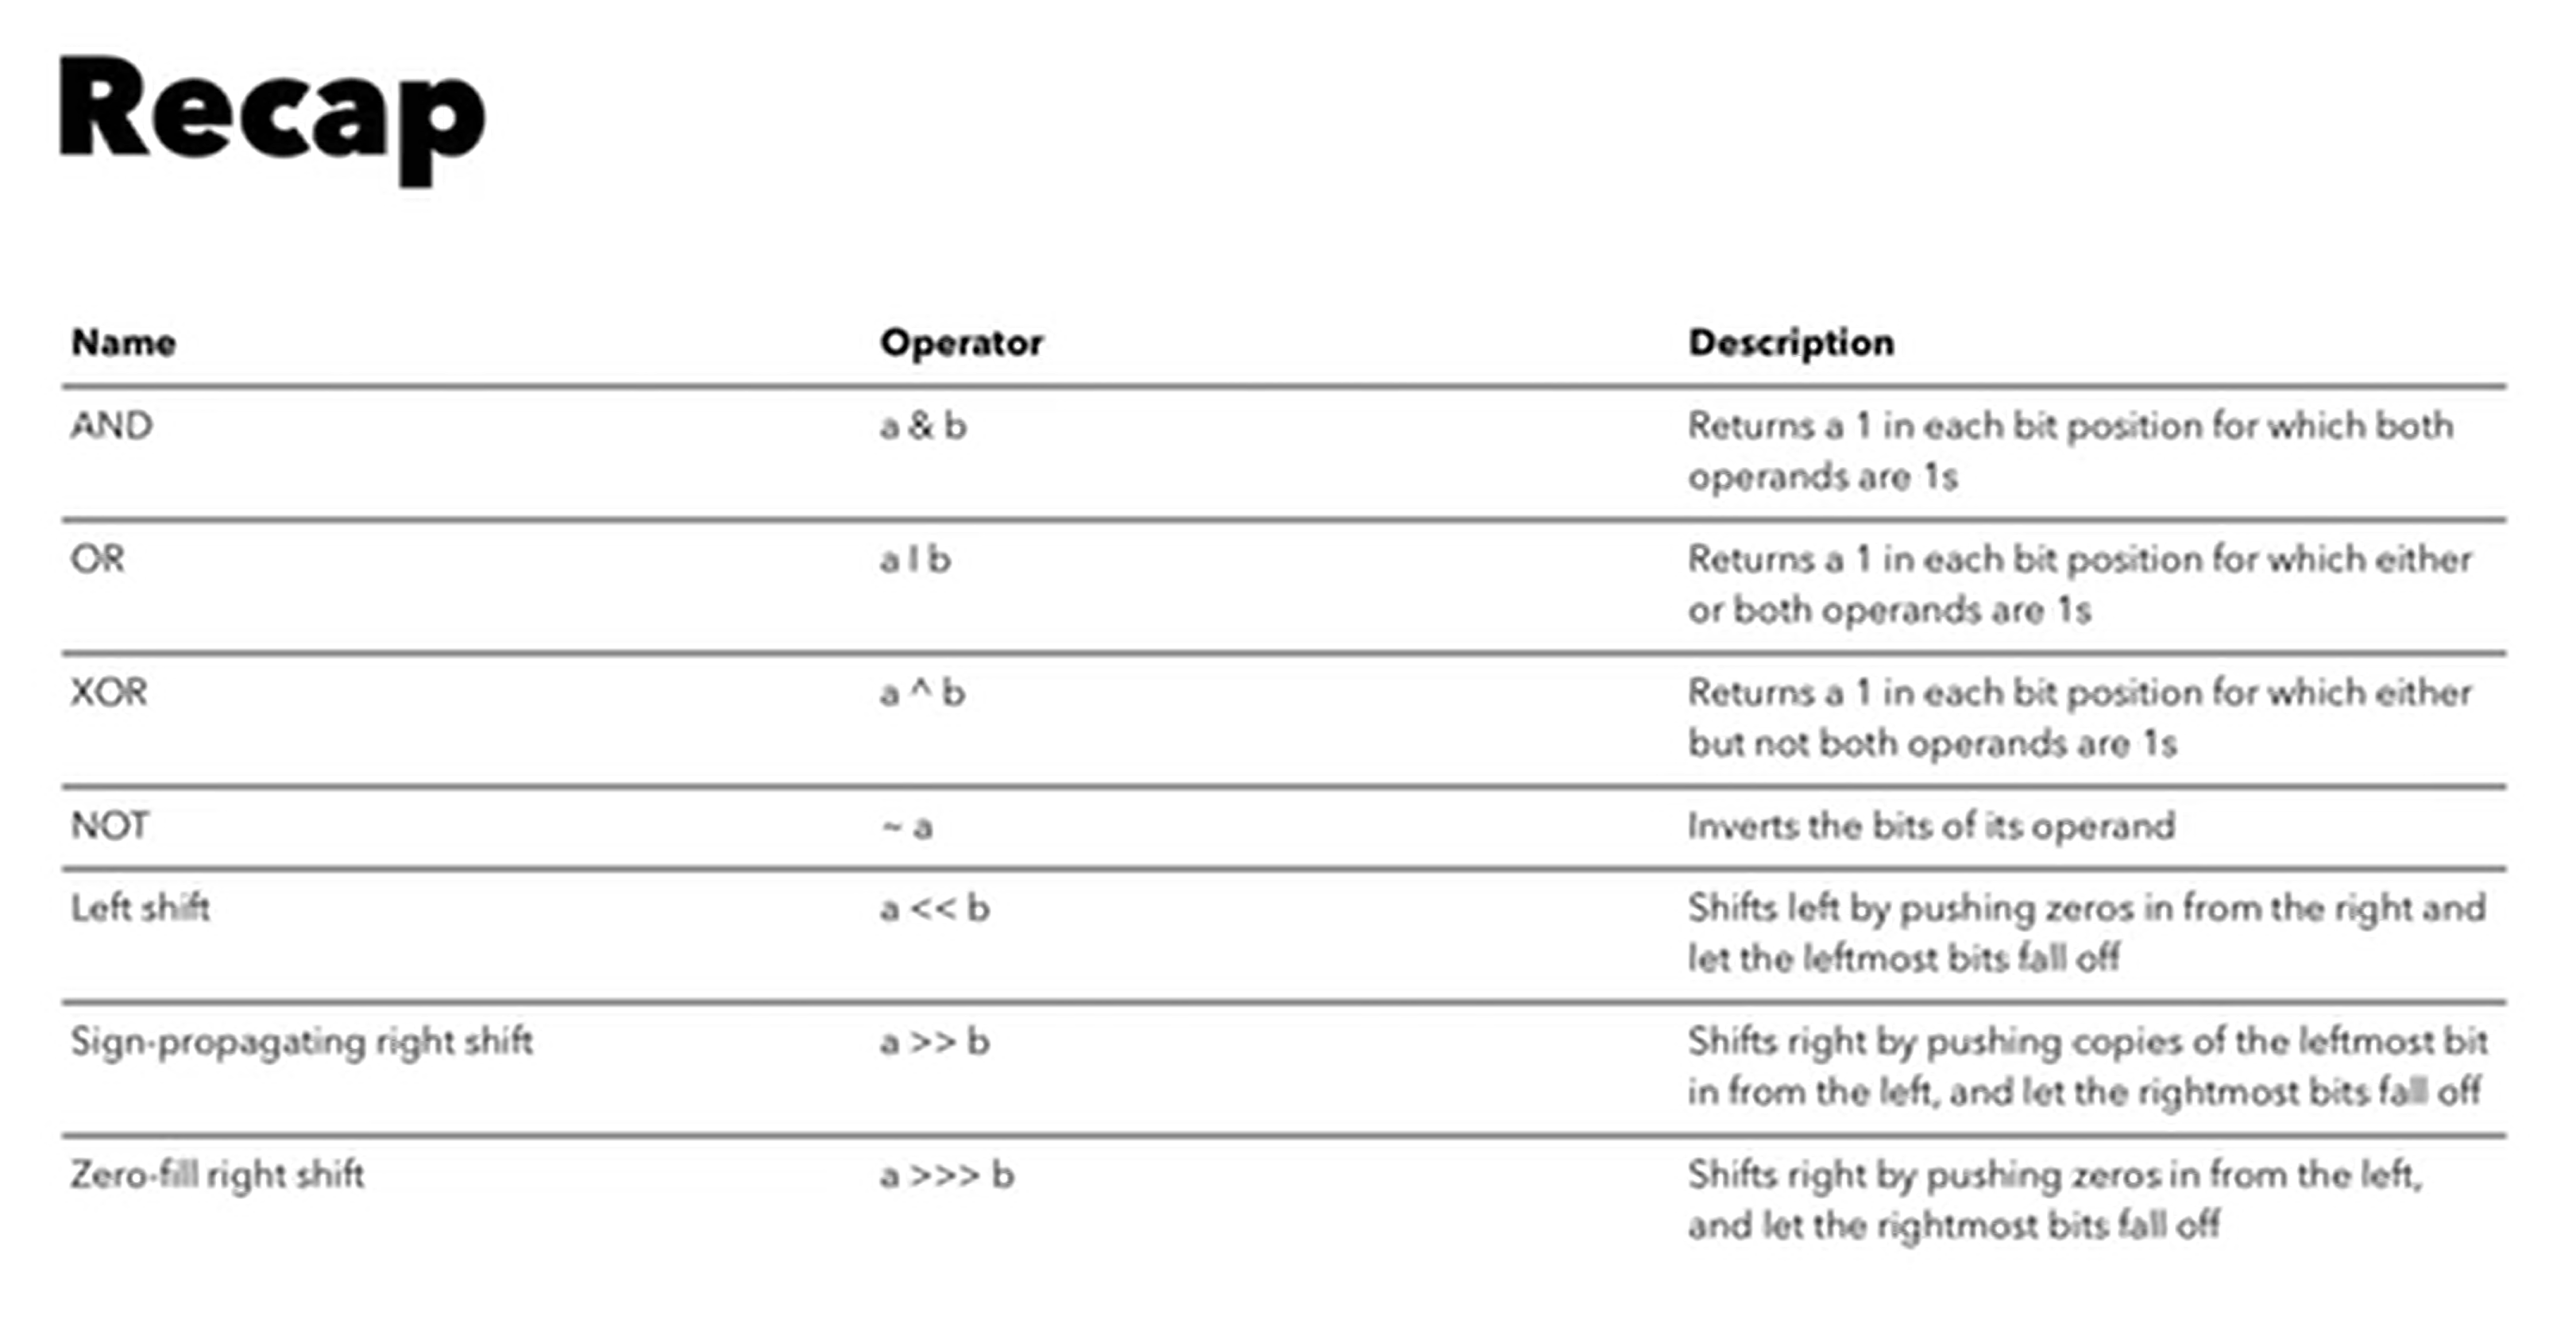 Recap
Name Operator Description
AND a & b Returns a 1 in each bit position for which both
operands are 1s
OR a | b Returns a 1 in each bit position for which either
or both operands are 1s
XOR a ^ b Returns a 1 in each bit position for which either
but not both operands are 1s
NOT ~ a Inverts the bits of its operand
Left shift a << b Shifts left by pushing zeros in from the right and
let the leftmost bits fall off
Sign-propagating right shift a >> b Shifts right by pushing copies of the leftmost bit
in from the left, and let the rightmost bits fall off
Zero-fill right shift a >>> b Shifts right by pushing zeros in from the left,
and let the rightmost bits fall off